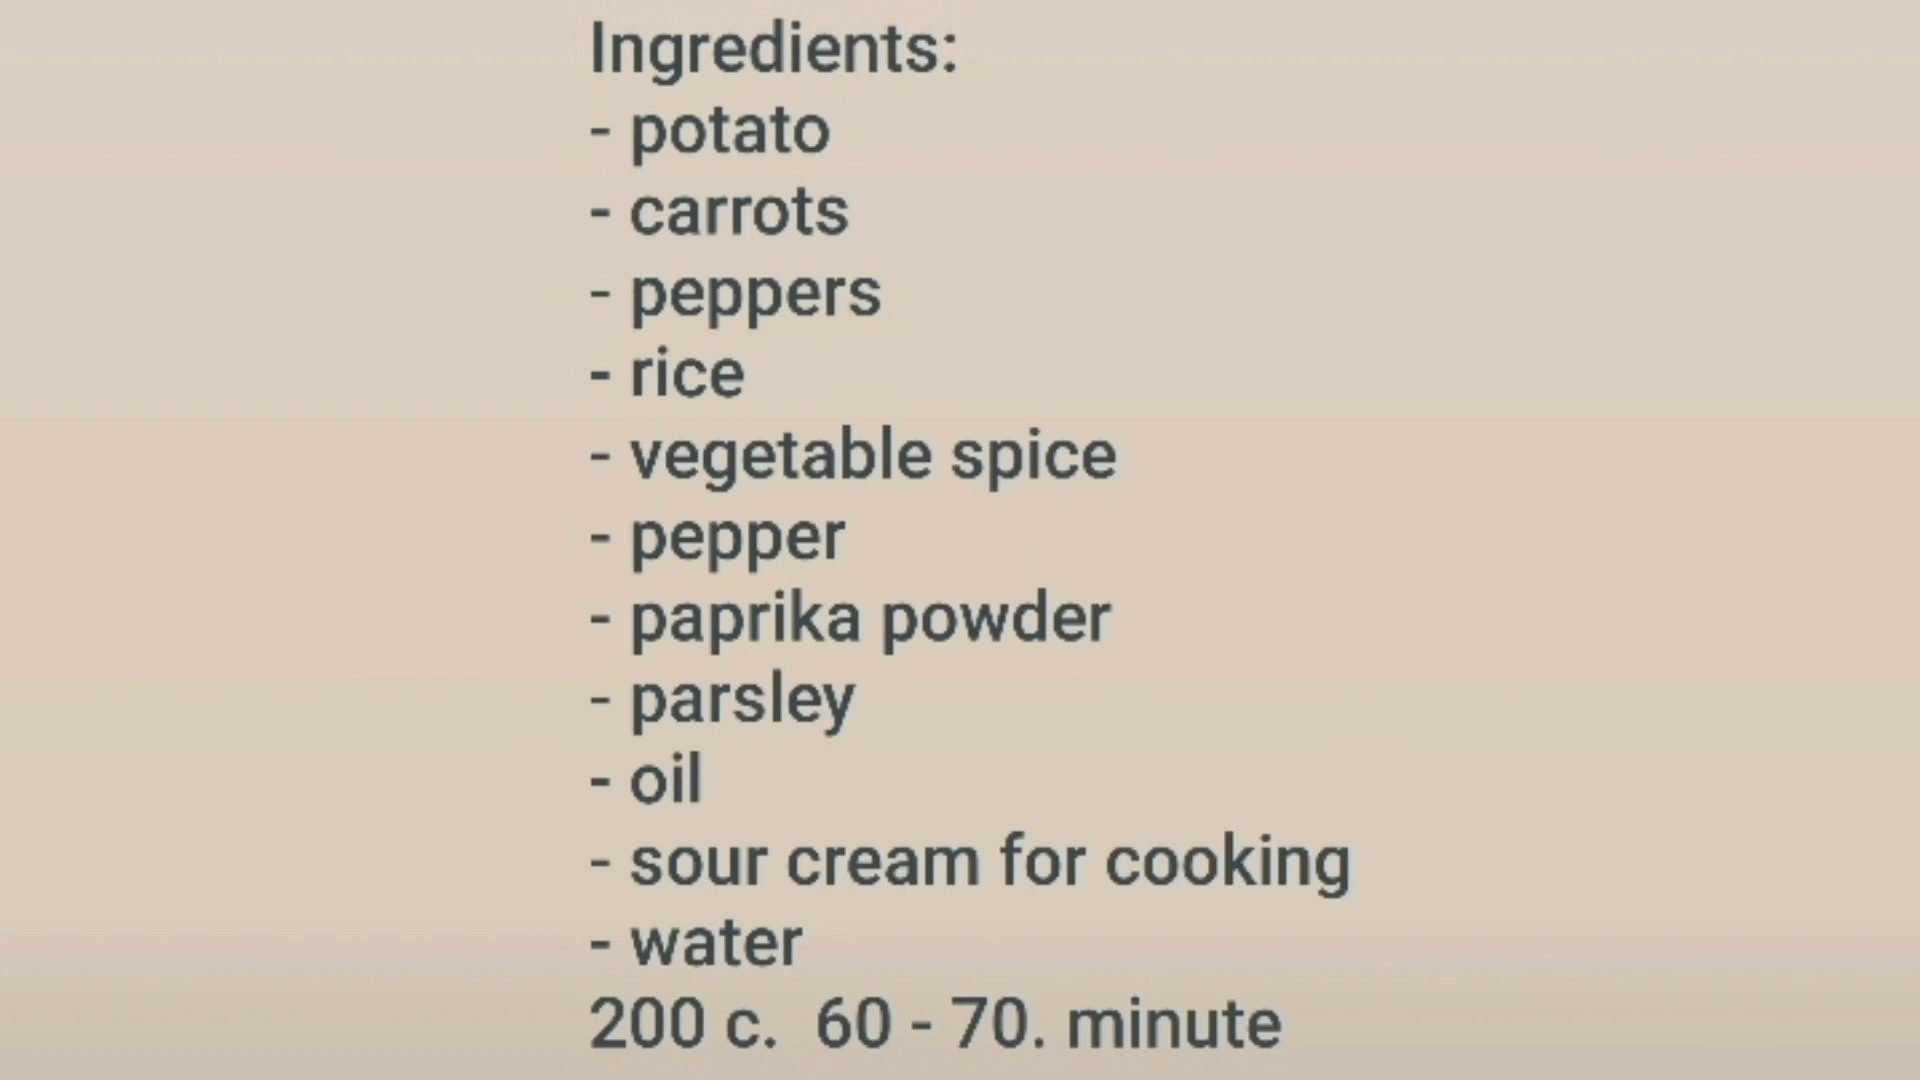 Ingredients:
- potato
- carrots
- peppers
- rice
- vegetable spice
- pepper
- paprika powder
- parsley
- oil
- sour cream for cooking
- water
200 c.  60 - 70. minute